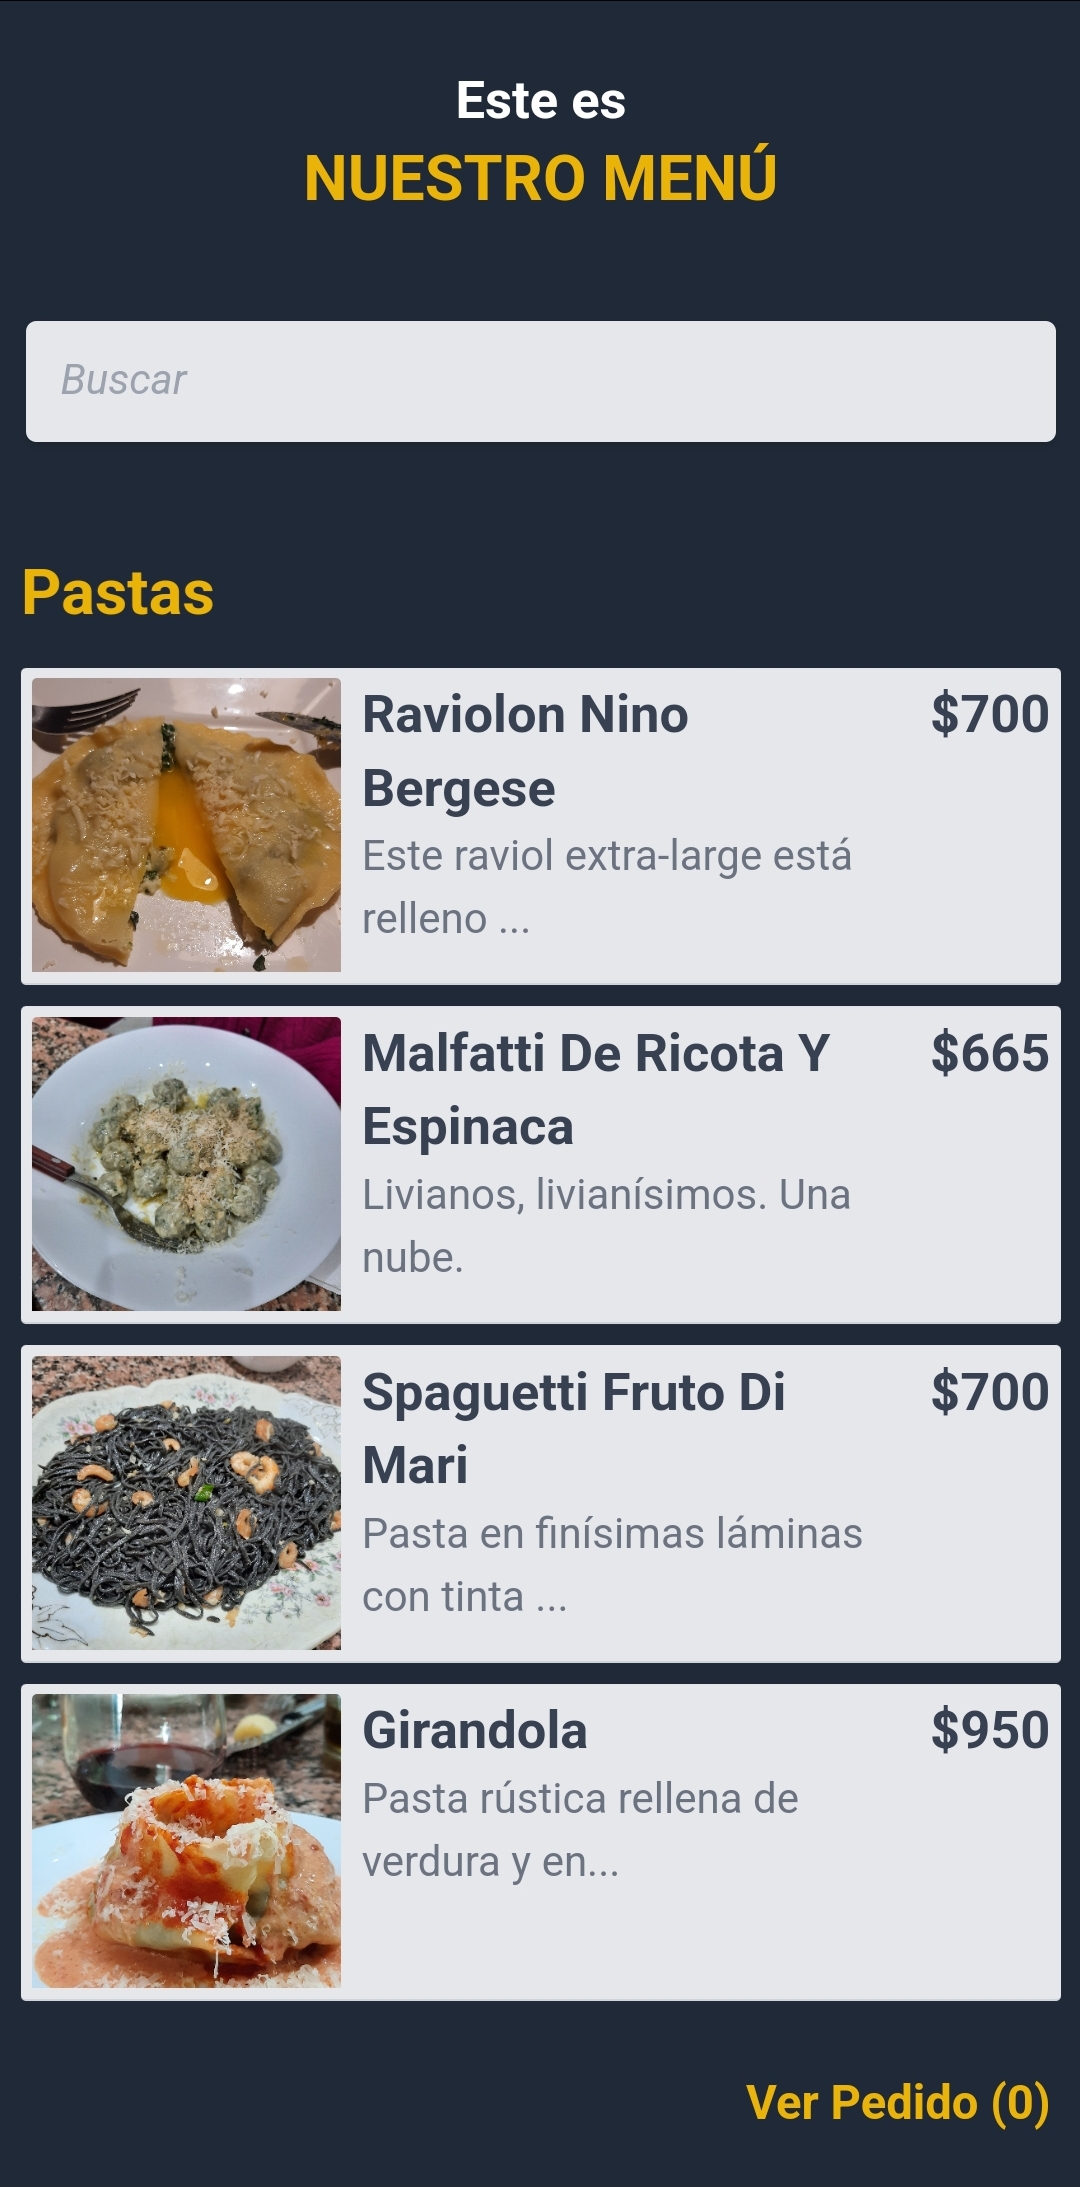 Este es
NUESTRO MENÚ
Buscar
Pastas
Raviolon Nino
Bergese
$700
Este raviol extra-large está
relleno ...
Malfatti De Ricota Y
Espinaca
$665
Livianos, livianísimos. Una
nube.
Spaguetti Fruto Di
Mari
$700
Pasta en finísimas láminas
con tinta ...
Girandola
$950
Pasta rústica rellena de
verdura y en...
Ver Pedido (0)